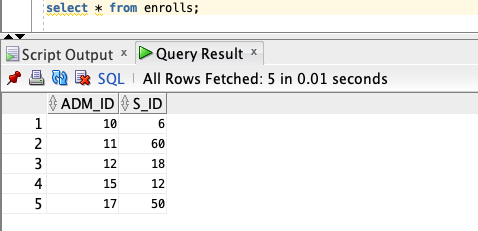 select * from enrolls;
Script Output x Query Result x
SQL | All Rows Fetched: 5 in 0.01 seconds
ADM_ID S_ID
1 10 6
2 11 60
3 12 18
4 15 12
5 17 50